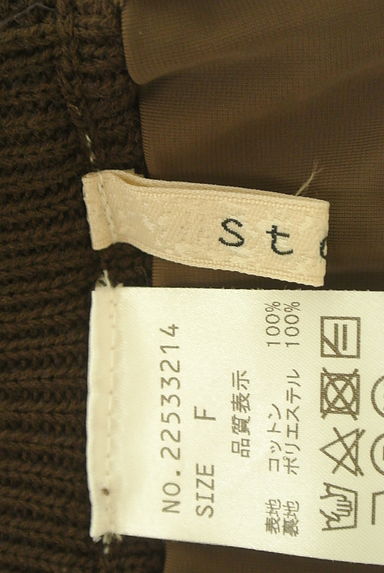 St
NO.22533214
SIZE F
品質表示
表地 コットン 100%
裏地 ポリエステル 100%